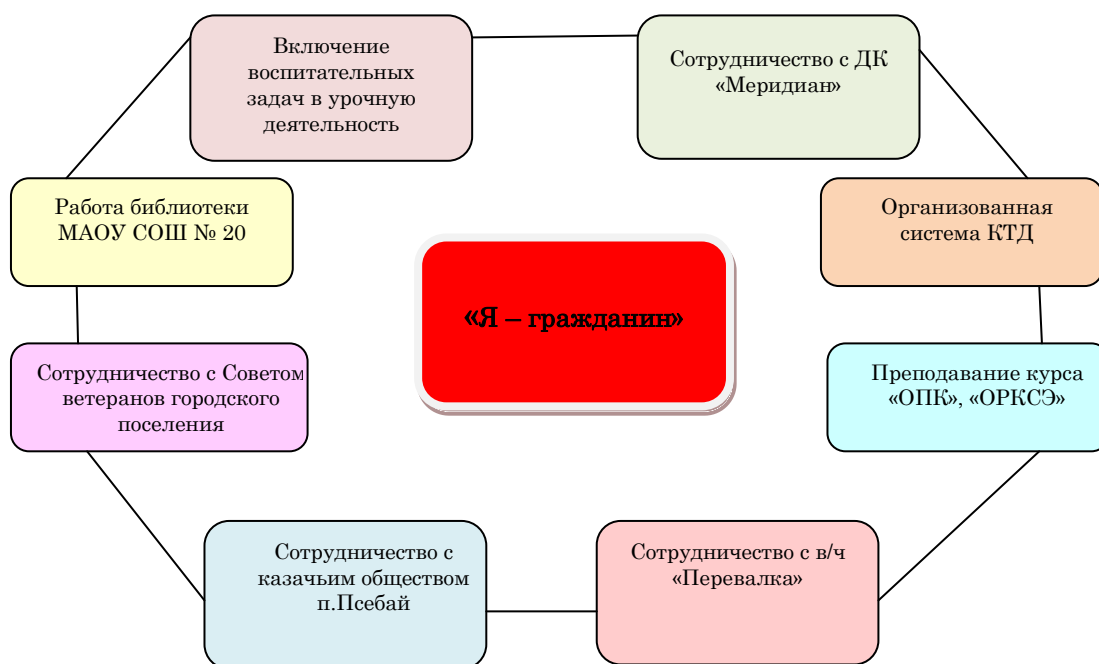 Включение
воспитательных
задач в урочную
деятельность
Сотрудничество с ДК
«Меридиан»
Работа библиотеки
МАОУ СОШ № 20
Организованная
система КТД
«Я – гражданин»
Сотрудничество с Советом
ветеранов городского
поселения
Преподавание курса
«ОПК», «ОРКСЭ»
Сотрудничество с
казачьим обществом
п.Псебай
Сотрудничество с в/ч
«Перевалка»